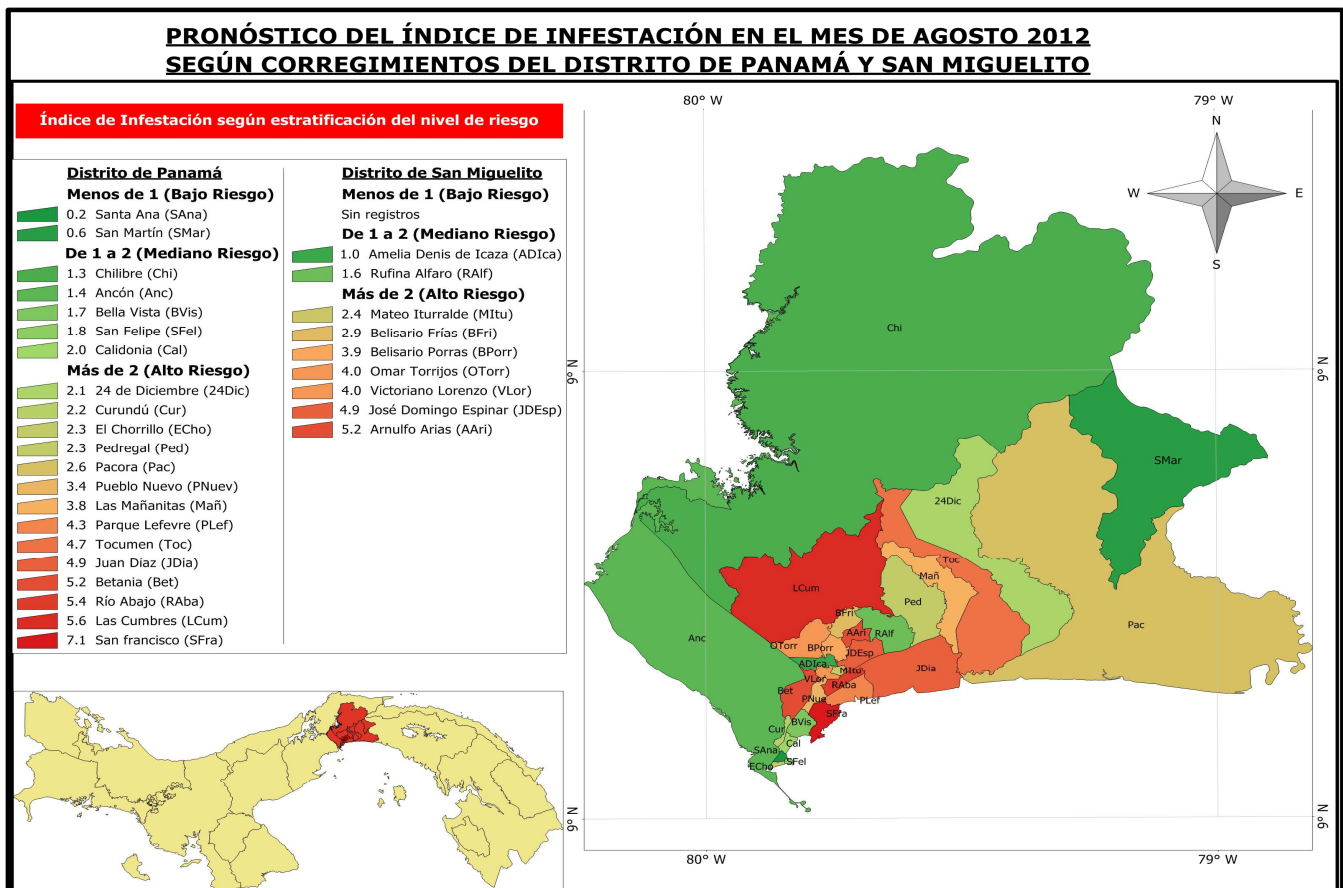 PRONÓSTICO DEL ÍNDICE DE INFESTACIÓN EN EL MES DE AGOSTO 2012
SEGÚN CORREGIMIENTOS DEL DISTRITO DE PANAMÁ Y SAN MIGUELITO
Índice de Infestación según estratificación del nivel de riesgo
Distrito de Panamá
Menos de 1 (Bajo Riesgo)
0.2 Santa Ana (SAna)
0.6 San Martín (SMar)
De 1 a 2 (Mediano Riesgo)
1.3 Chilibre (Chi)
1.4 Ancón (Anc)
1.7 Bella Vista (BVis)
1.8 San Felipe (SFel)
2.0 Calidonia (Cal)
Más de 2 (Alto Riesgo)
2.1 24 de Diciembre (24Dic)
2.2 Curundú (Cur)
2.3 El Chorrillo (ECho)
2.3 Pedregal (Ped)
2.6 Pacora (Pac)
3.4 Pueblo Nuevo (PNuev)
3.8 Las Mañanitas (Mañ)
4.3 Parque Lefevre (PLef)
4.7 Tocumen (Toc)
4.9 Juan Diaz (JDia)
5.2 Betania (Bet)
5.4 Río Abajo (RAba)
5.6 Las Cumbres (LCum)
7.1 San francisco (SFra)
Distrito de San Miguelito
Menos de 1 (Bajo Riesgo)
Sin registros
De 1 a 2 (Mediano Riesgo)
1.0 Amelia Denis de Icaza (ADIca)
1.6 Rufina Alfaro (RAlf)
Más de 2 (Alto Riesgo)
2.4 Mateo Iturralde (MItu)
2.9 Belisario Frías (BFri)
3.9 Belisario Porras (BPorr)
4.0 Omar Torrijos (OTorr)
4.0 Victoriano Lorenzo (VLor)
4.9 José Domingo Espinar (JDEsp)
5.2 Arnulfo Arias (AAri)
80° W
79° W
N
W
E
S
9° N
9° N
Chi
SMar
24Dic
Toc
Mañ
LCum
Ped
BFri
Pac
AAri
RAlf
Anc
OTorr
BPorr
JDEsp
ADIca
MItu
JDia
VLor
RAba
Bet
PNue
PLef
SFra
BVis
Cur
Cal
SAna
SFel
ECho
9° N
9° N
80° W
79° W